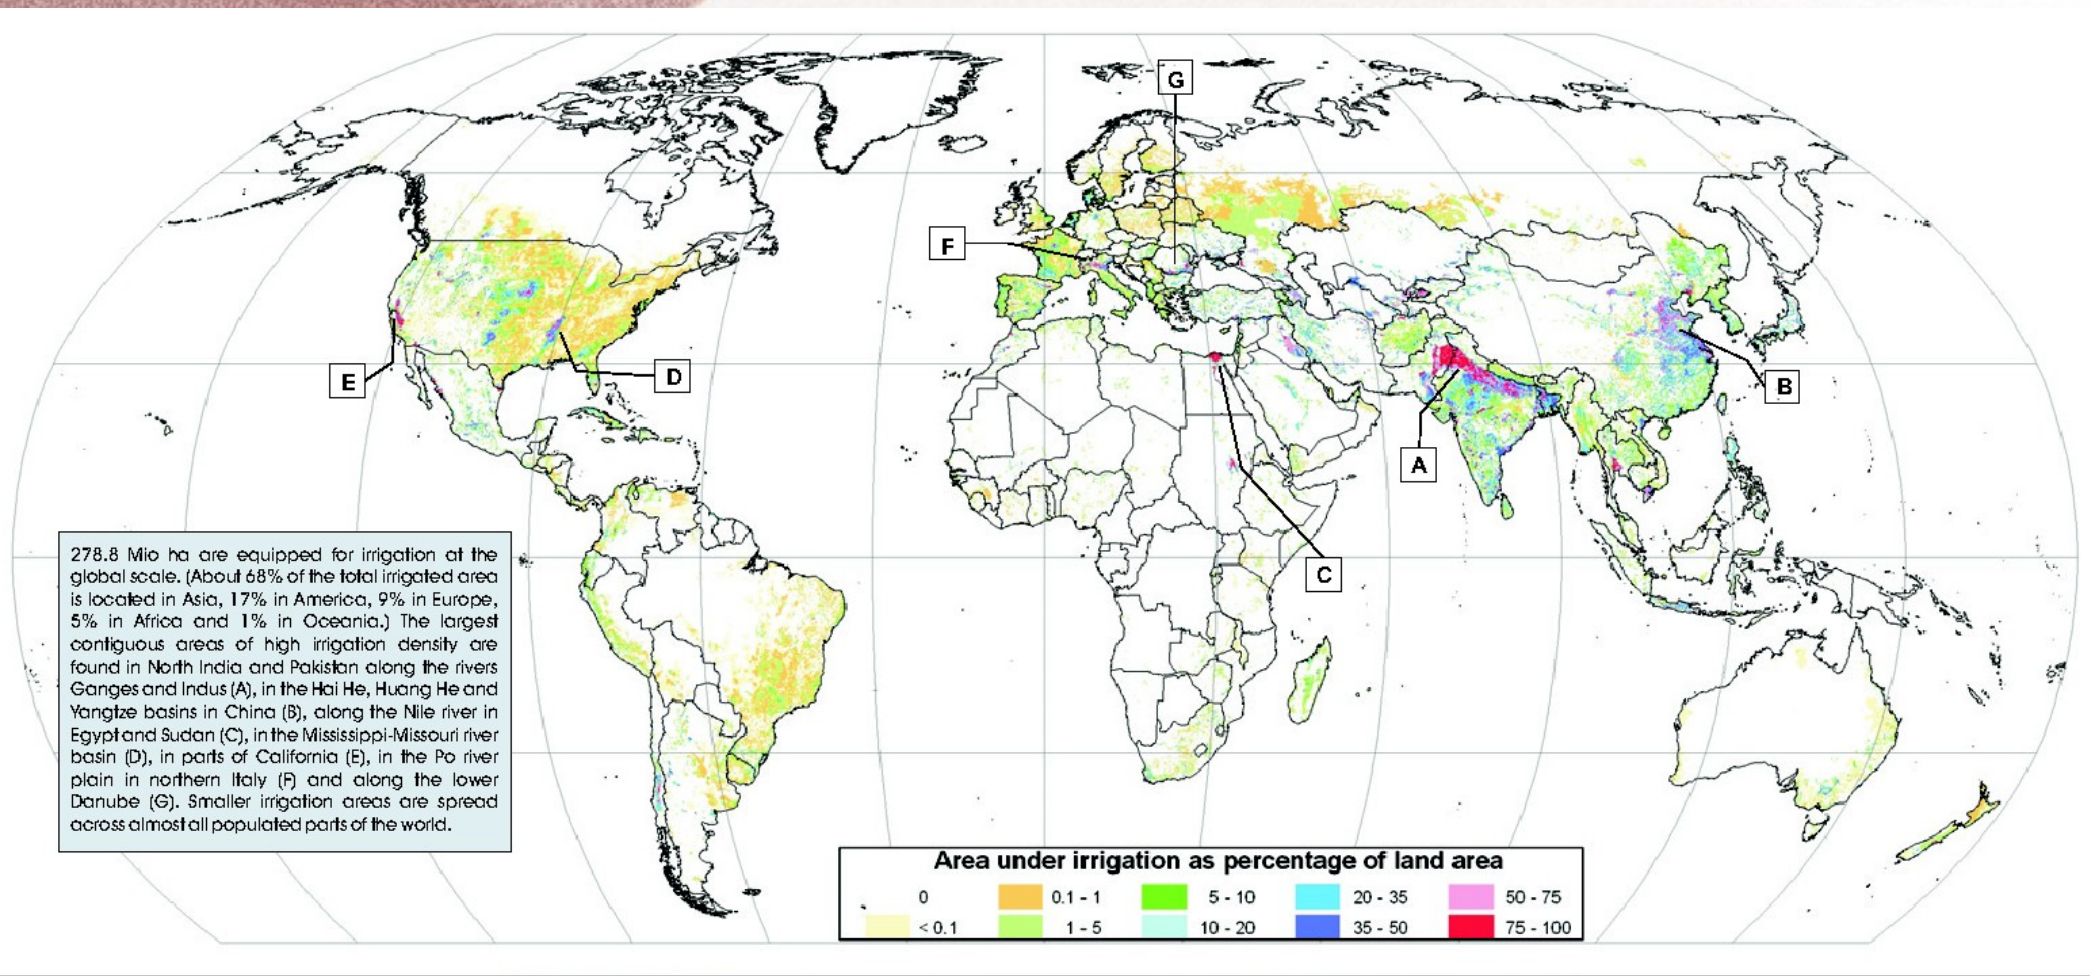 G
F
E
D
B
A
C
278.8 Mio ha are equipped for irrigation at the
global scale. (About 68% of the total irrigated area
is located in Asia, 17% in America, 9% in Europe,
5% in Africa and 1% in Oceania.) The largest
contiguous areas of high irrigation density are
found in North India and Pakistan along the rivers
Ganges and Indus (A), in the Hai He, Huang He and
Yangtze basins in China (B), along the Nile river in
Egypt and Sudan (C), in the Mississippi-Missouri river
basin (D), in parts of California (E), in the Po river
plain in northern Italy (F) and along the lower
Danube (G). Smaller irrigation areas are spread
across almost all populated parts of the world.
Area under irrigation as percentage of land area
0 0.1 - 1 5 - 10 20 - 35 50 - 75
< 0.1 1 - 5 10 - 20 35 - 50 75 - 100